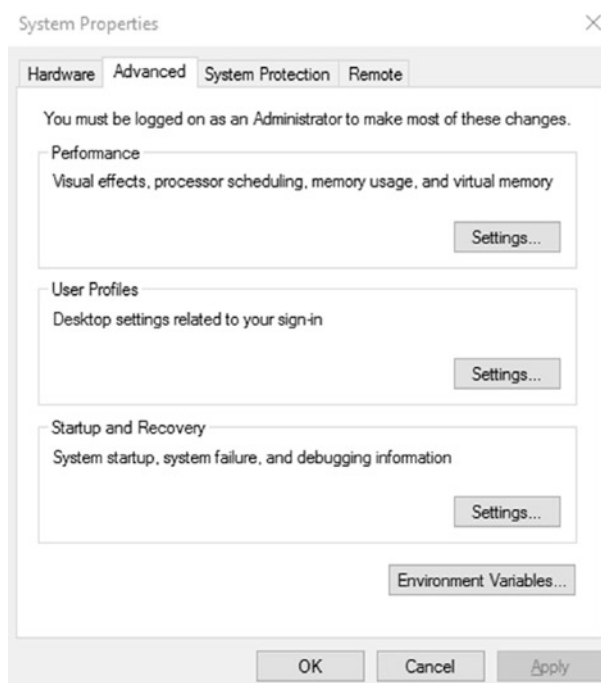 System Properties
Hardware Advanced System Protection Remote
You must be logged on as an Administrator to make most of these changes.
Performance
Visual effects, processor scheduling, memory usage, and virtual memory
Settings...
User Profiles
Desktop settings related to your sign-in
Settings...
Startup and Recovery
System startup, system failure, and debugging information
Settings...
Environment Variables...
OK Cancel Apply